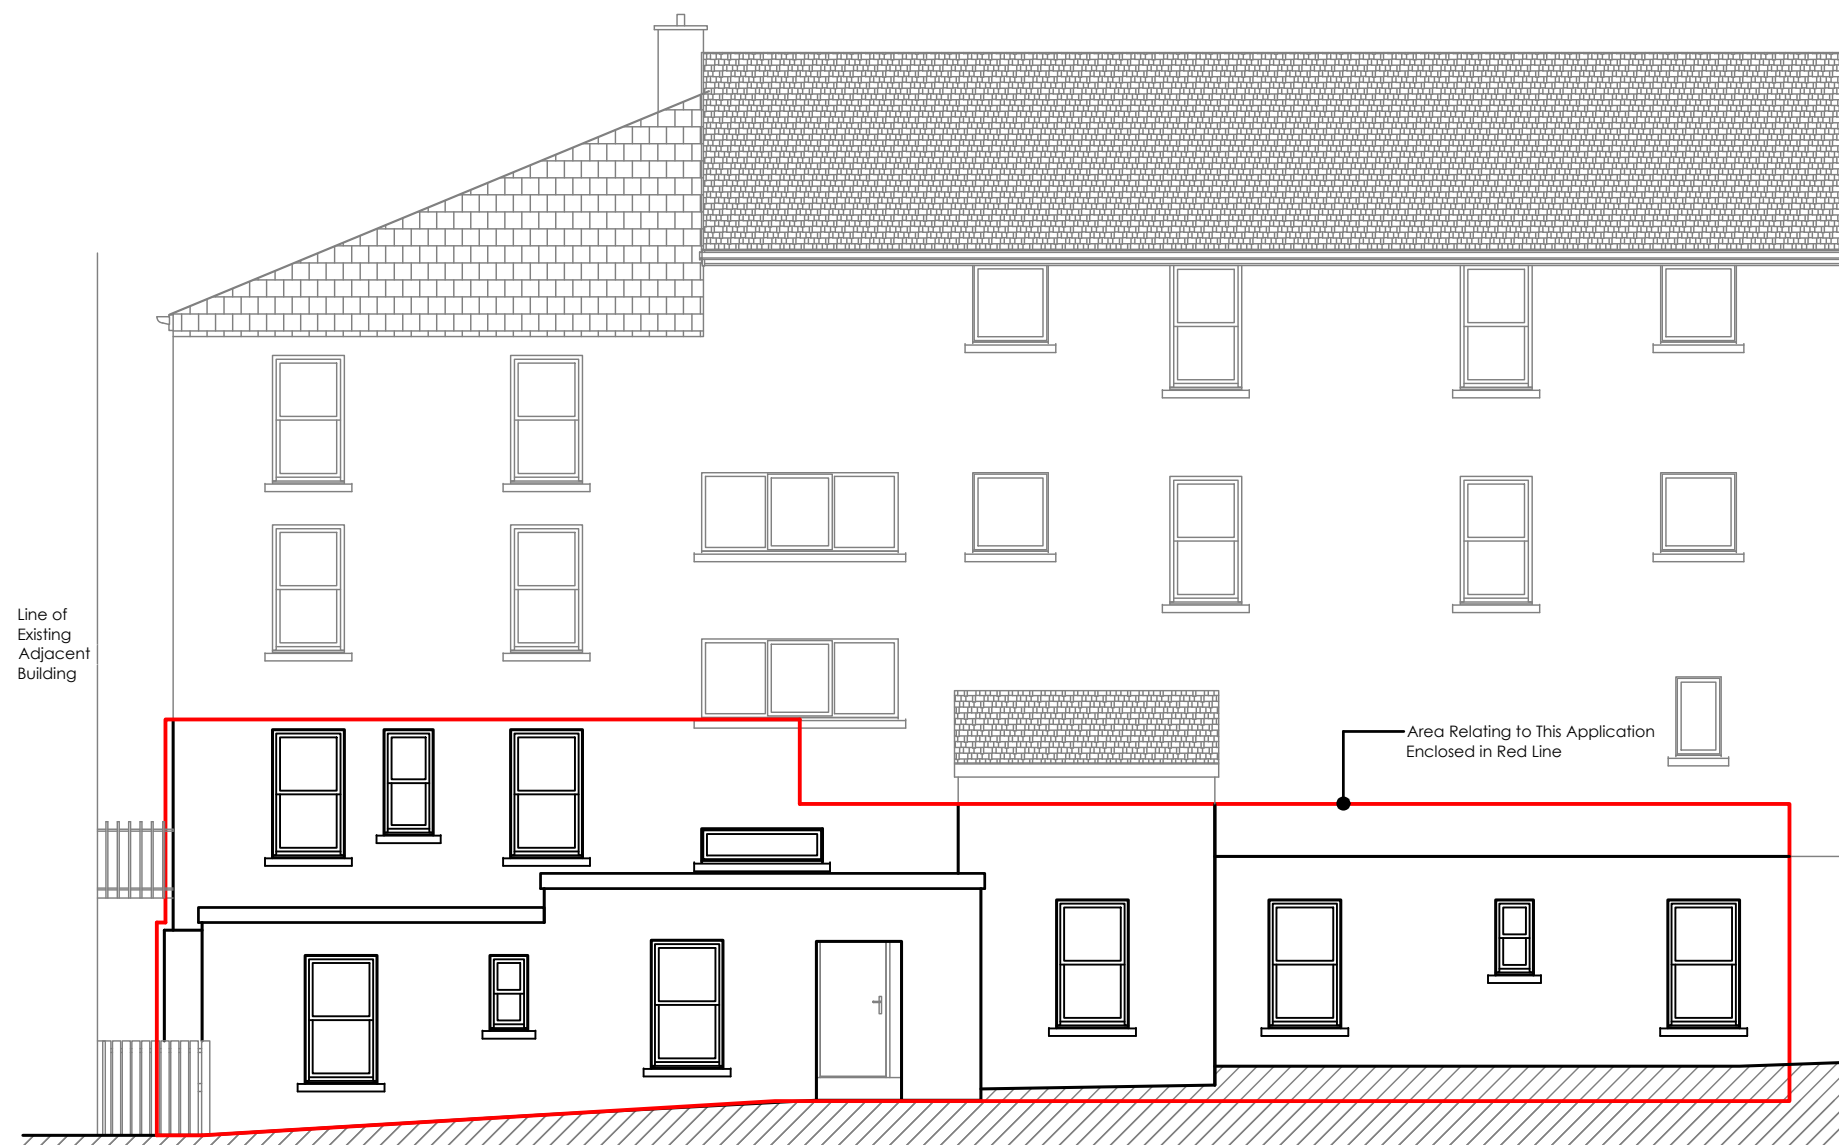 Line of
Existing
Adjacent
Building
Area Relating to This Application
Enclosed in Red Line